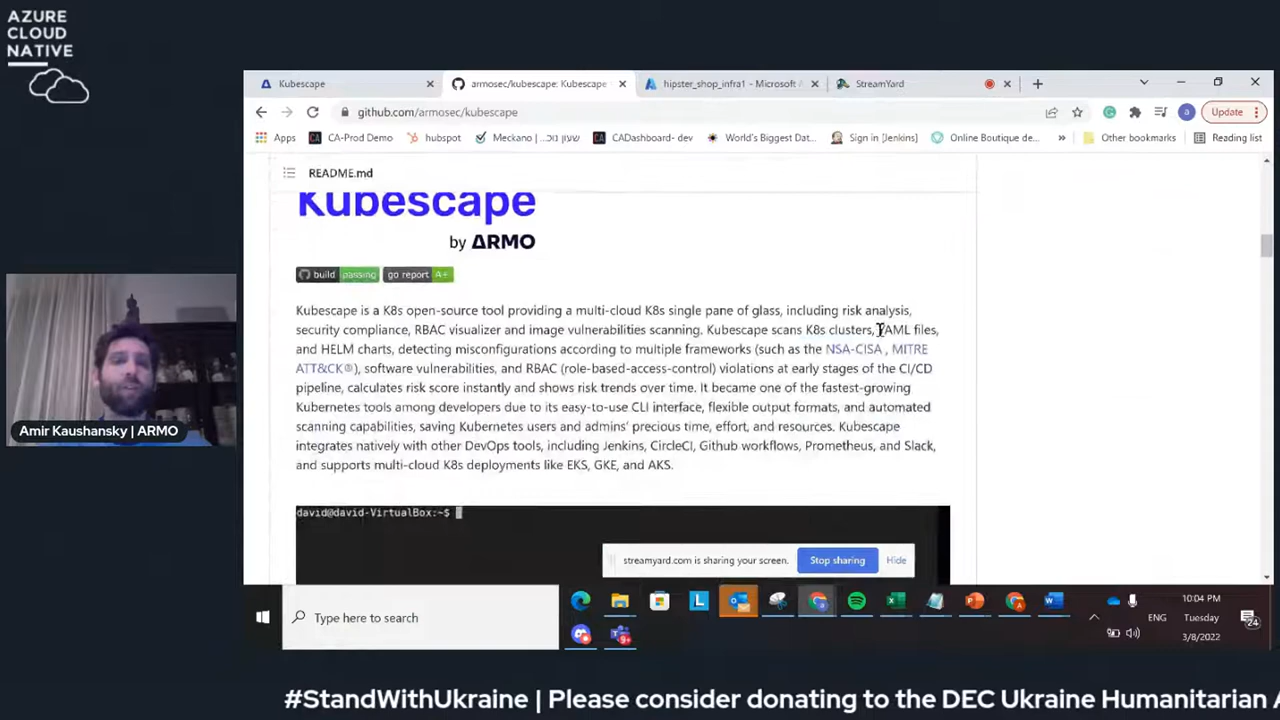 AZURE
CLOUD
NATIVE
Kubescape
armosec/kubescape: Kubescape
hipster_shop_infra1 - Microsoft
StreamYard
github.com/armosec/kubescape
a
Update
Apps
CA-Prod Demo
hubspot
Meckano | שעון נוכ...
CADashboard- dev
World's Biggest Dat...
Sign in [Jenkins]
Online Boutique de...
»
Other bookmarks
Reading list
README.md
Kubescape
by ARMO
build passing go report A+
Kubescape is a K8s open-source tool providing a multi-cloud K8s single pane of glass, including risk analysis,
security compliance, RBAC visualizer and image vulnerabilities scanning. Kubescape scans K8s clusters, YAML files,
and HELM charts, detecting misconfigurations according to multiple frameworks (such as the NSA-CISA , MITRE
ATT&CK®), software vulnerabilities, and RBAC (role-based-access-control) violations at early stages of the CI/CD
pipeline, calculates risk score instantly and shows risk trends over time. It became one of the fastest-growing
Kubernetes tools among developers due to its easy-to-use CLI interface, flexible output formats, and automated
scanning capabilities, saving Kubernetes users and admins' precious time, effort, and resources. Kubescape
integrates natively with other DevOps tools, including Jenkins, CircleCI, Github workflows, Prometheus, and Slack,
and supports multi-cloud K8s deployments like EKS, GKE, and AKS.
david@david-VirtualBox:~$
streamyard.com is sharing your screen.
Stop sharing
Hide
Amir Kaushansky | ARMO
Type here to search
ENG
10:04 PM
Tuesday
3/8/2022
24
#StandWithUkraine | Please consider donating to the DEC Ukraine Humanitarian